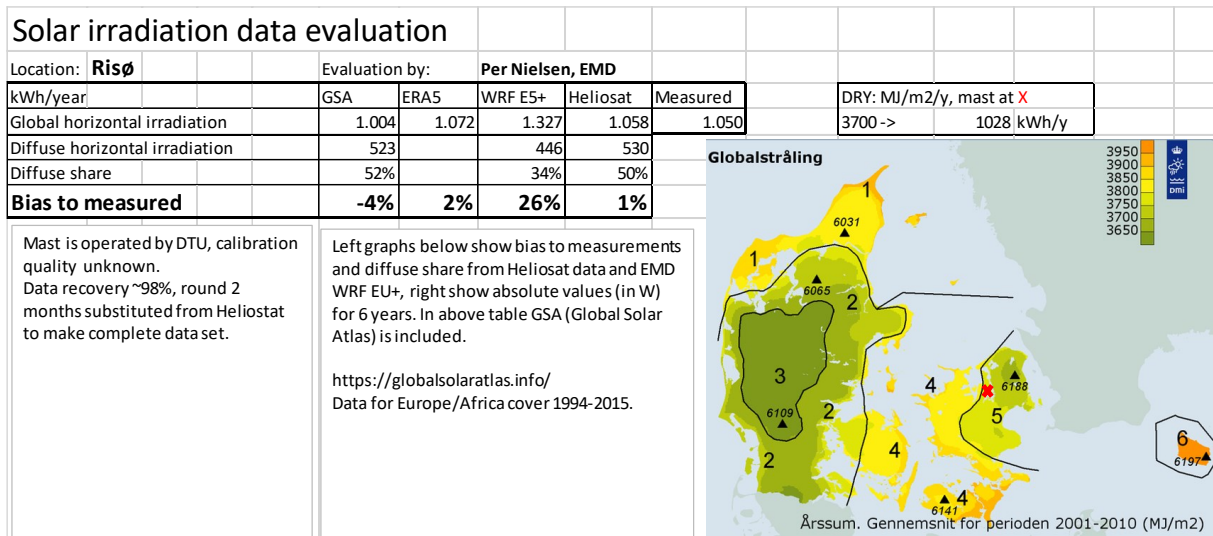 Solar irradiation data evaluation
Location: Risø Evaluation by: Per Nielsen, EMD
kWh/year GSA ERA5 WRF E5+ Heliosat Measured DRY: MJ/m2/y, mast at X
Global horizontal irradiation 1.004 1.072 1.327 1.058 1.050 3700 -> 1028 kWh/y
Diffuse horizontal irradiation 523 446 530
Diffuse share 52% 34% 50%
Bias to measured -4% 2% 26% 1%
Mast is operated by DTU, calibration
quality unknown.
Data recovery ~98%, round 2
months substituted from Heliostat
to make complete data set.
Left graphs below show bias to measurements
and diffuse share from Heliosat data and EMD
WRF EU+, right show absolute values (in W)
for 6 years. In above table GSA (Global Solar
Atlas) is included.
https://globalsolaratlas.info/
Data for Europe/Africa cover 1994-2015.
Globalstråling
3950
3900
3850
3800
3750
3700
3650
DMi
1
6031
1
6065
2
3
4
6188
6109
2
5
2
4
6
6197
6141
4
Årssum. Gennemsnit for perioden 2001-2010 (MJ/m2)